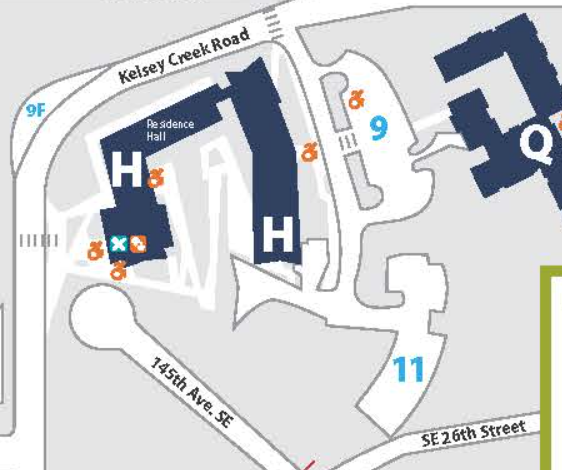 Kelsey Creek Road
9F
Residence
Hall
9
H
Q
H
11
145th Ave. SE
SE 26th Street